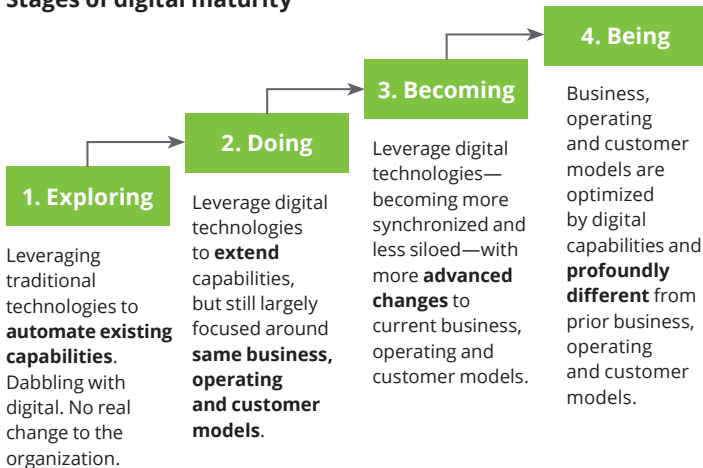 Stages of digital maturity
1. Exploring
Leveraging
traditional
technologies to
automate existing
capabilities.
Dabbling with
digital. No real
change to the
organization.
2. Doing
Leverage digital
technologies
to extend
capabilities,
but still largely
focused around
same business,
operating
and customer
models.
3. Becoming
Leverage digital
technologies—
becoming more
synchronized and
less siloed—with
more advanced
changes to
current business,
operating and
customer models.
4. Being
Business,
operating
and customer
models are
optimized
by digital
capabilities and
profoundly
different from
prior business,
operating
and customer
models.